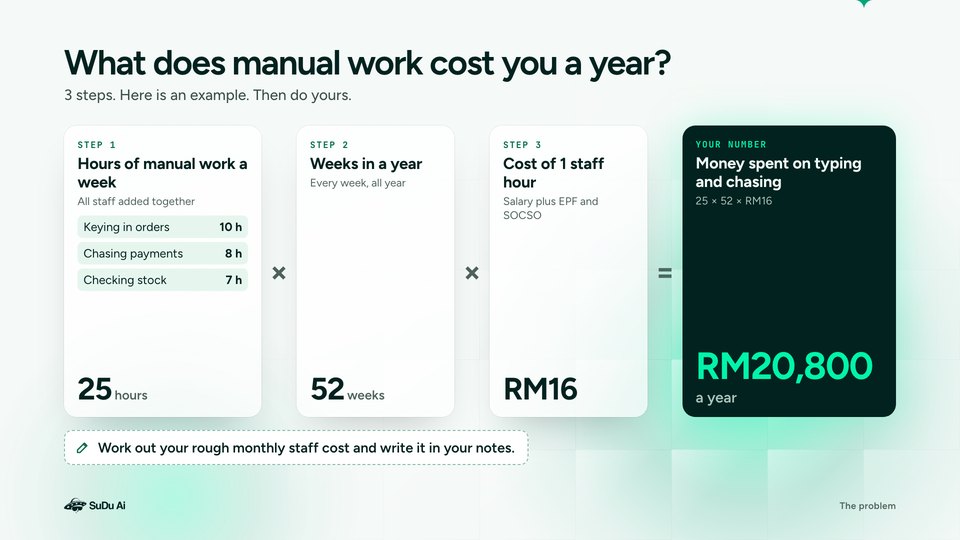 What does manual work cost you a year?
3 steps. Here is an example. Then do yours.
STEP 1
Hours of manual work a
week
All staff added together
Keying in orders 10 h
Chasing payments 8 h
Checking stock 7 h
25 hours
×
STEP 2
Weeks in a year
Every week, all year
52 weeks
×
STEP 3
Cost of 1 staff
hour
Salary plus EPF and
SOCSO
RM16
=
YOUR NUMBER
Money spent on typing
and chasing
25 × 52 × RM16
RM20,800
a year
Work out your rough monthly staff cost and write it in your notes.
SuDu Ai
The problem